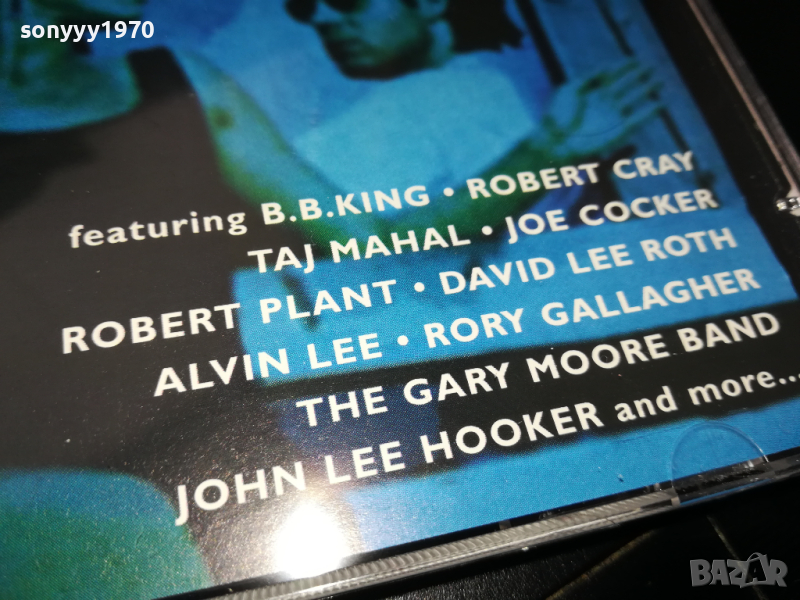 sonyyy1970
featuring B.B.KING • ROBERT CRAY
TAJ MAHAL • JOE COCKER
ROBERT PLANT • DAVID LEE ROTH
ALVIN LEE • RORY GALLAGHER
THE GARY MOORE BAND
JOHN LEE HOOKER and more...
BAZAR